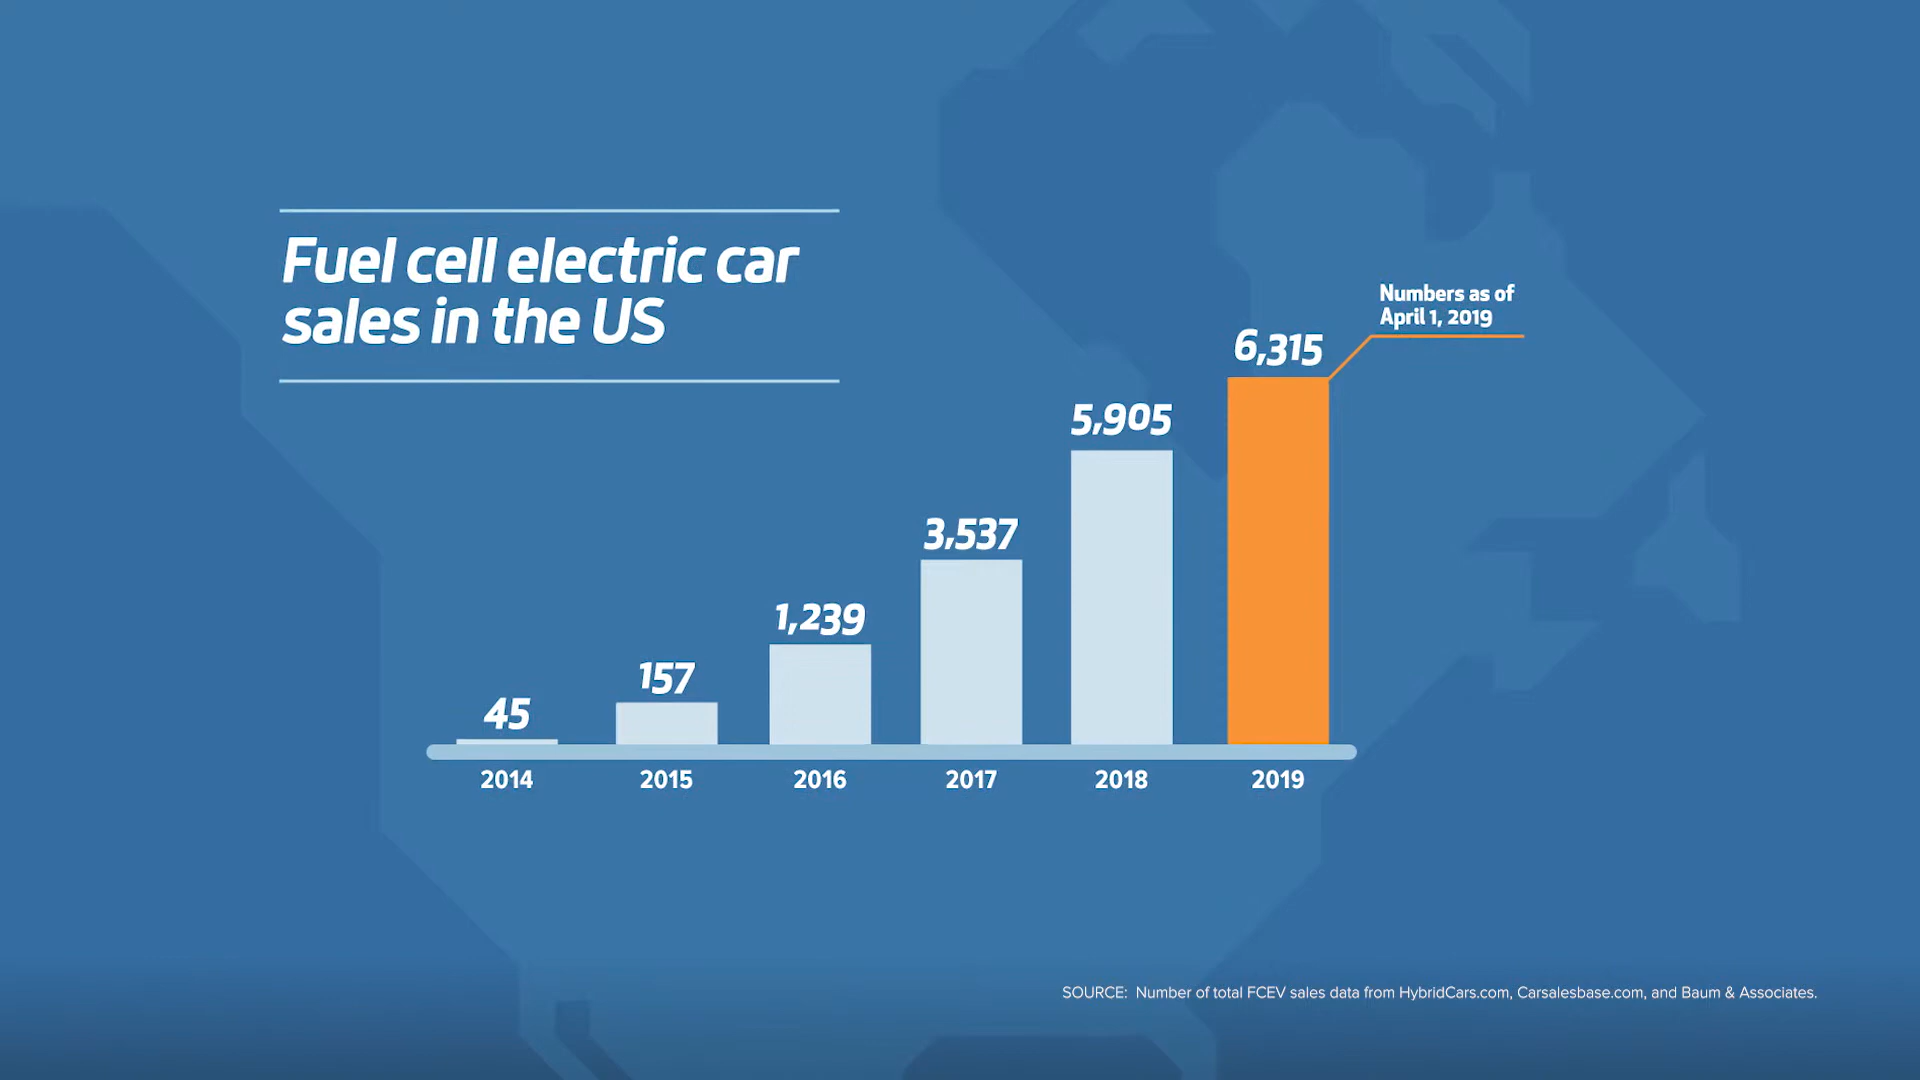 Fuel cell electric car
sales in the US
Numbers as of
April 1, 2019
6,315
5,905
3,537
1,239
157
45
2014
2015
2016
2017
2018
2019
SOURCE: Number of total FCEV sales data from HybridCars.com, Carsalesbase.com, and Baum & Associates.